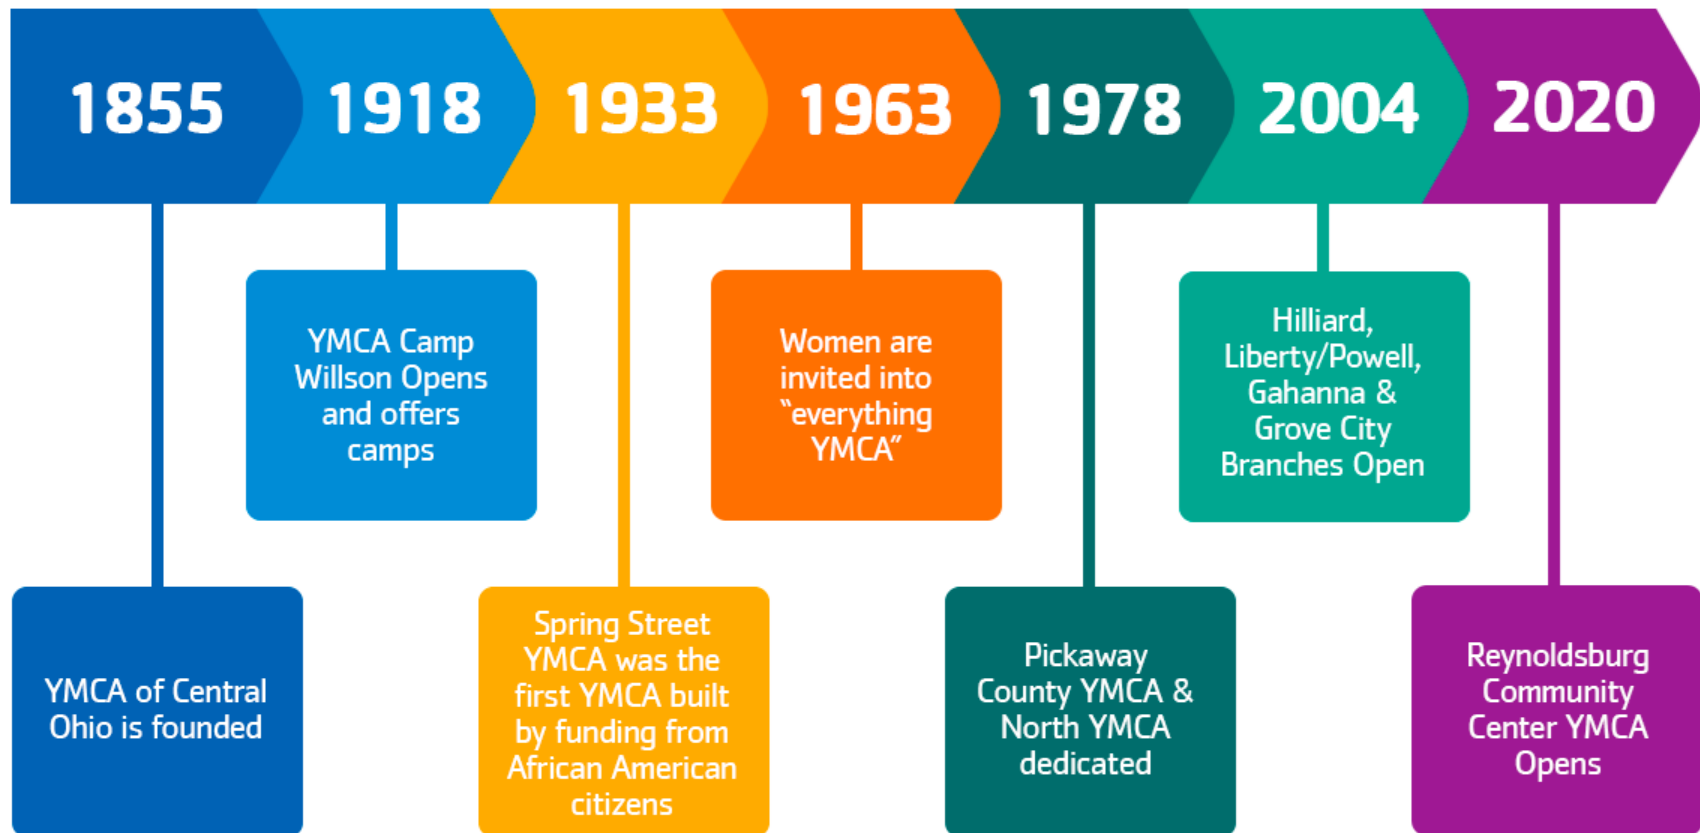 1855
1918
1933
1963
1978
2004
2020
YMCA Camp
Willson Opens
and offers
camps
Women are
invited into
“everything
YMCA”
Hilliard,
Liberty/Powell,
Gahanna &
Grove City
Branches Open
YMCA of Central
Ohio is founded
Spring Street
YMCA was the
first YMCA built
by funding from
African American
citizens
Pickaway
County YMCA &
North YMCA
dedicated
Reynoldsburg
Community
Center YMCA
Opens